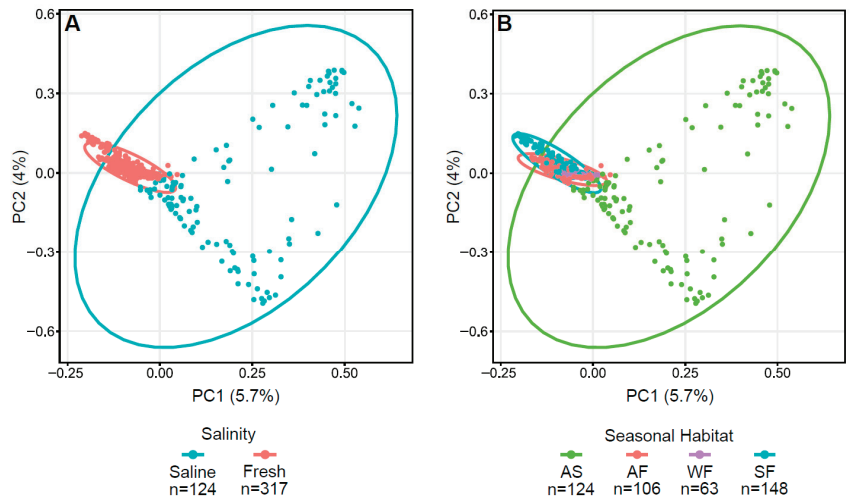 A
B
0.6
0.3
0.0
−0.3
−0.6
PC2 (4%)
−0.25
0.00
0.25
0.50
PC1 (5.7%)
0.6
0.3
0.0
−0.3
−0.6
PC2 (4%)
−0.25
0.00
0.25
0.50
PC1 (5.7%)
Salinity
Saline Fresh
n=124 n=317
Seasonal Habitat
AS AF WF SF
n=124 n=106 n=63 n=148